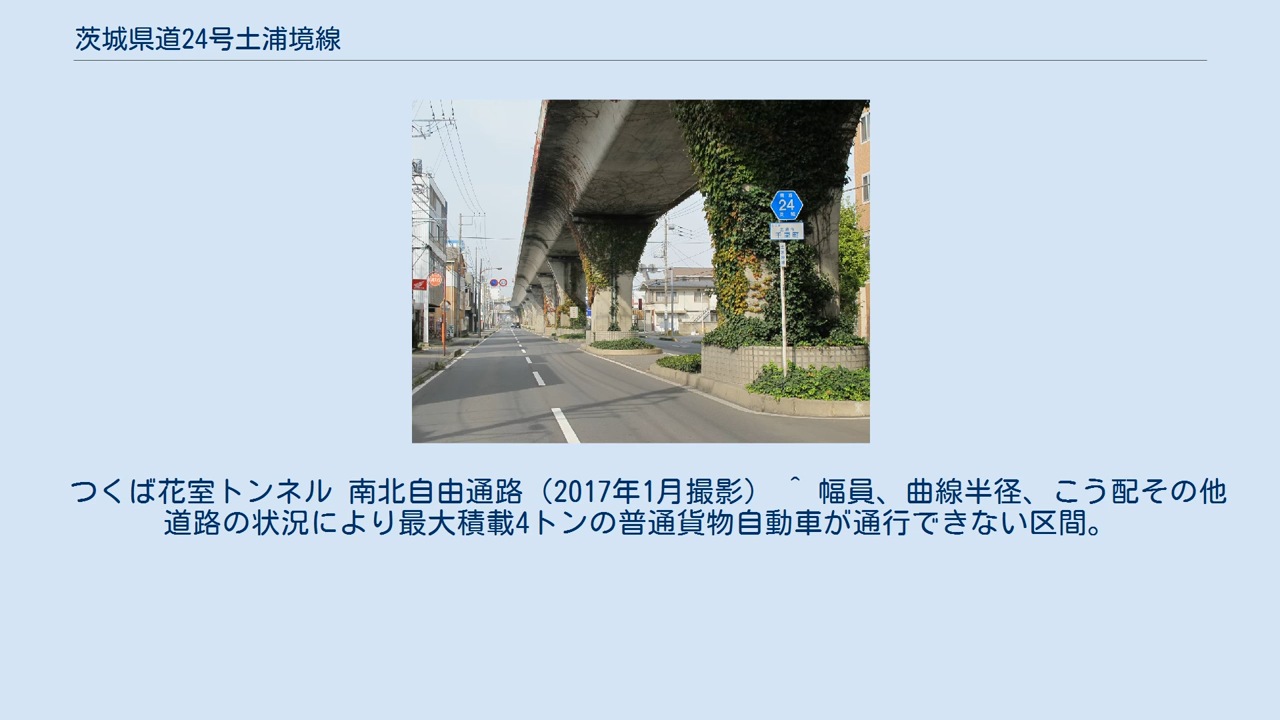 茨城県道24号土浦境線
24
つくば花室トンネル 南北自由通路（2017年1月撮影） ^ 幅員、曲線半径、こう配その他
道路の状況により最大積載4トンの普通貨物自動車が通行できない区間。